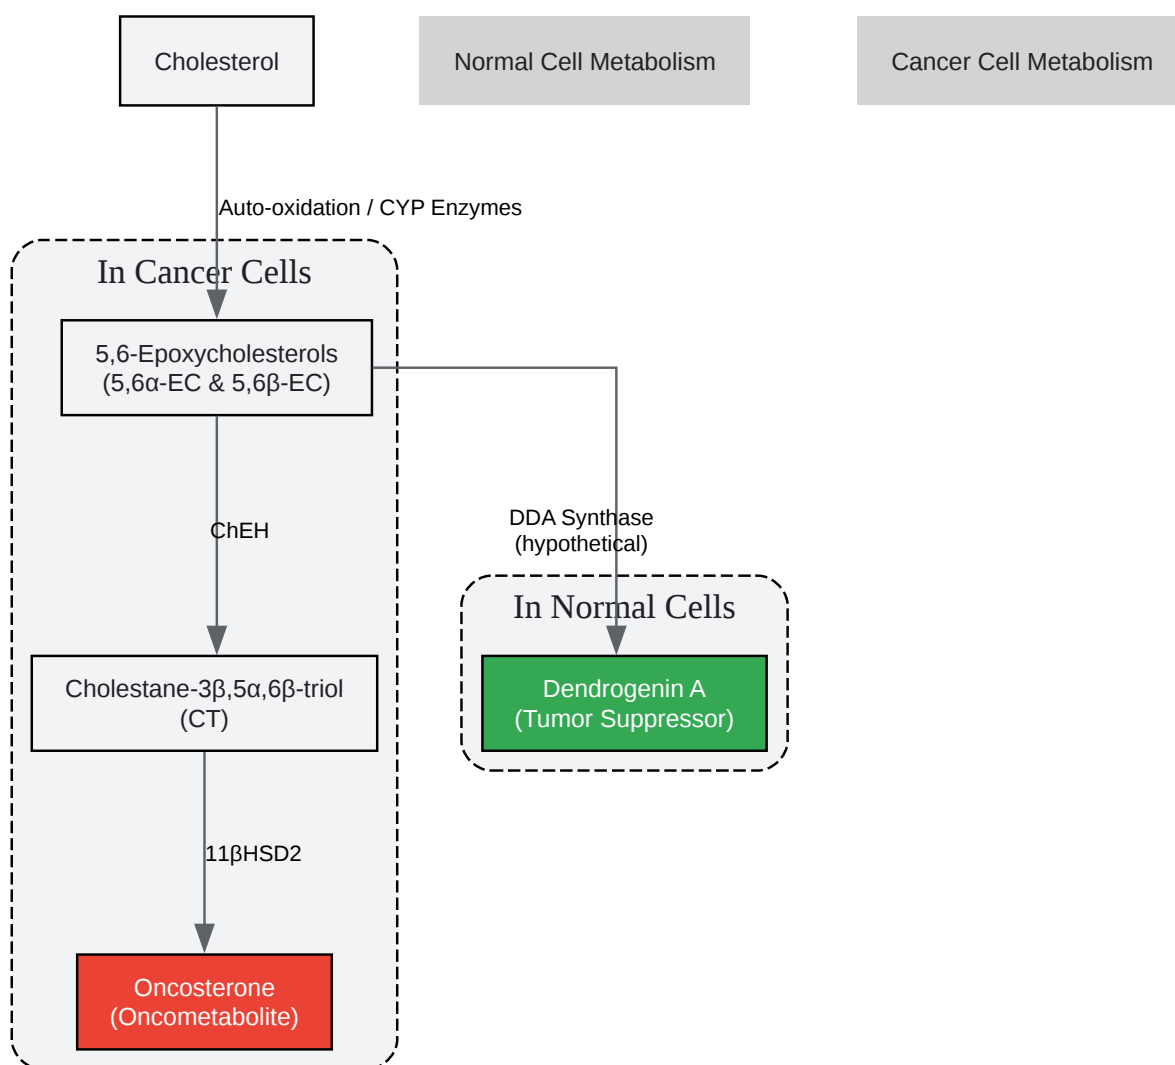 Cholesterol
Normal Cell Metabolism
Cancer Cell Metabolism
Auto-oxidation / CYP Enzymes
In Cancer Cells
5,6-Epoxycholesterols
(5,6α-EC & 5,6β-EC)
ChEH
DDA Synthase
(hypothetical)
In Normal Cells
Cholestane-3β,5α,6β-triol
(CT)
Dendrogenin A
(Tumor Suppressor)
11βHSD2
Oncosterone
(Oncometabolite)